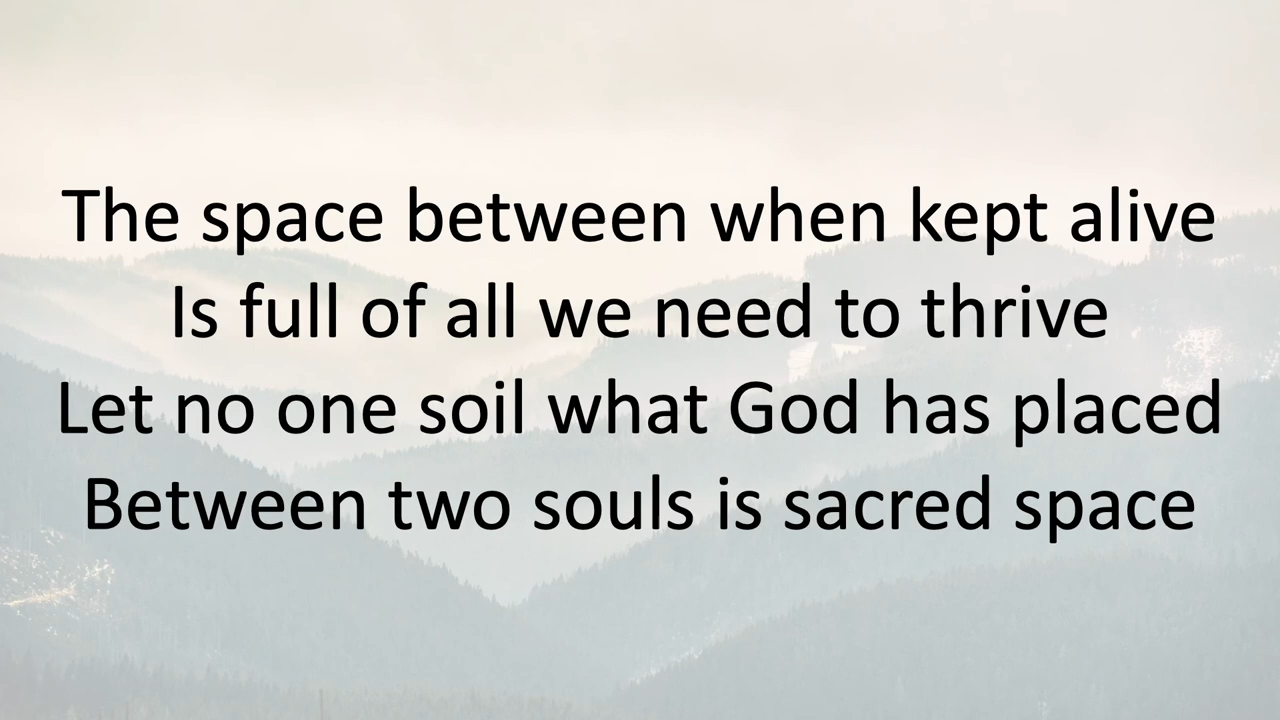 The space between when kept alive
Is full of all we need to thrive
Let no one soil what God has placed
Between two souls is sacred space